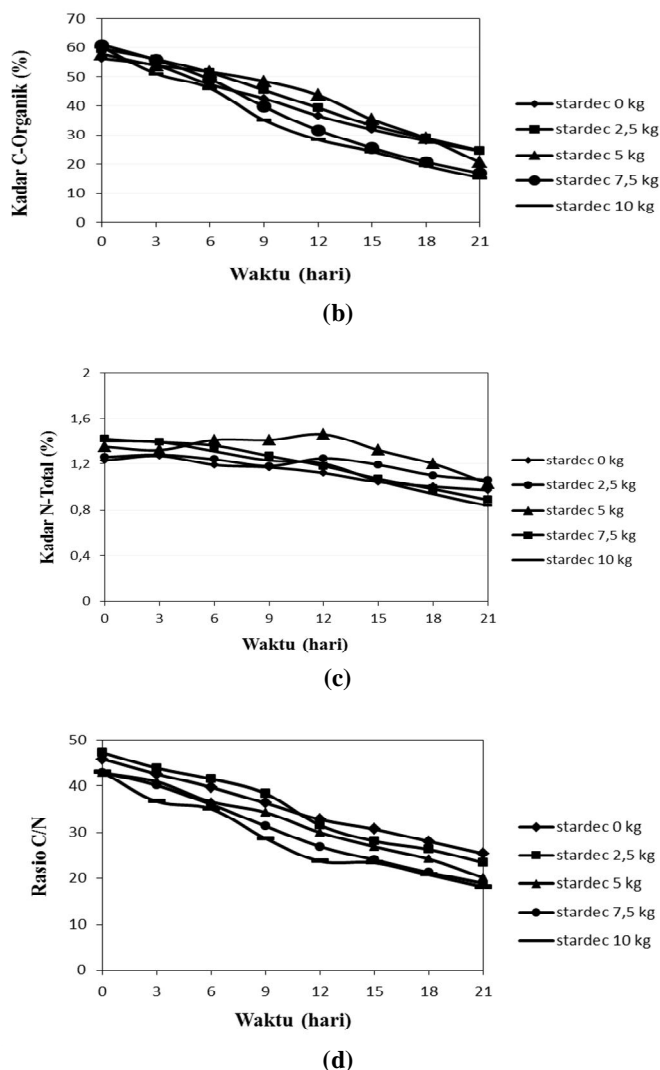 70
60
50
40
30
20
10
0
Kadar C-Organik (%)
0 3 6 9 12 15 18 21
Waktu (hari)
stardec 0 kg
stardec 2,5 kg
stardec 5 kg
stardec 7,5 kg
stardec 10 kg
(b)
2
1,6
1,2
0,8
0,4
0
Kadar N-Total (%)
0 3 6 9 12 15 18 21
Waktu (hari)
stardec 0 kg
stardec 2,5 kg
stardec 5 kg
stardec 7,5 kg
stardec 10 kg
(c)
50
40
30
20
10
0
Rasio C/N
0 3 6 9 12 15 18 21
Waktu (hari)
stardec 0 kg
stardec 2,5 kg
stardec 5 kg
stardec 7,5 kg
stardec 10 kg
(d)